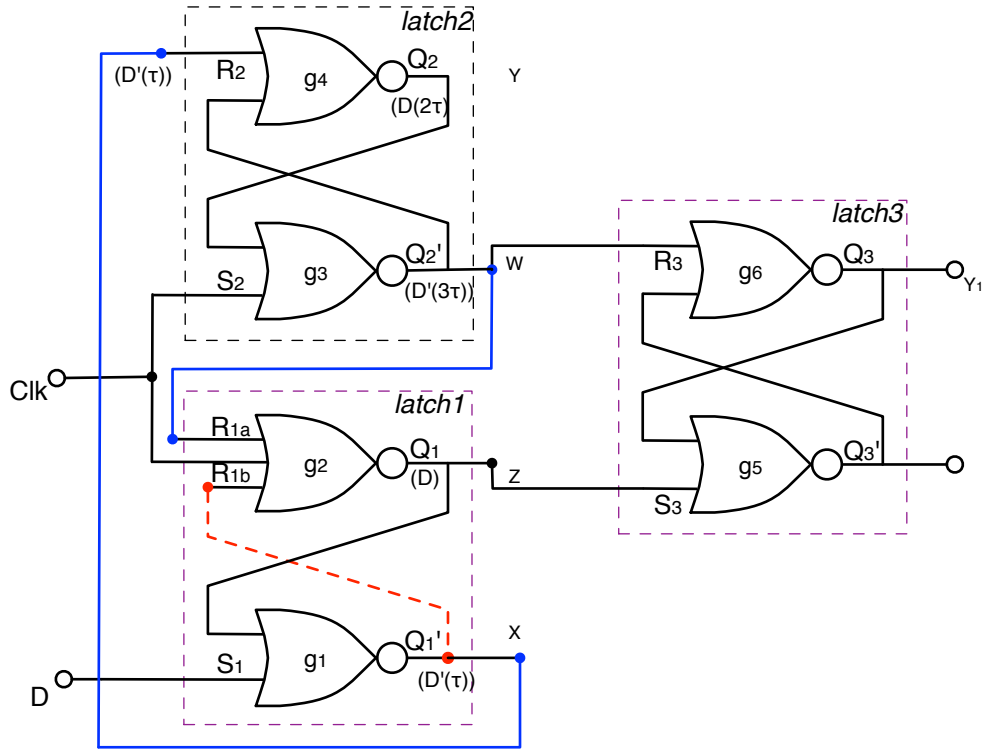 latch2
Q2
Y
R2
g4
(D'(τ))
(D(2τ)
latch3
Q2'
W
R3
g6
Q3
S2
g3
(D'(3τ))
Y1
Clk
latch1
R1a
g2
Q1
Q3'
R1b
(D)
Z
g5
S3
X
Q1'
S1
g1
(D'(τ))
D